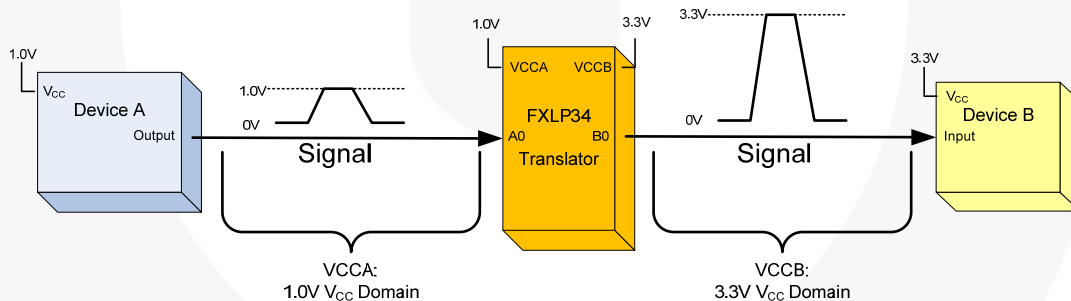 1.0V
VCC
Device A
Output
1.0V
0V
Signal
1.0V
3.3V
VCCA
VCCB
FXLP34
A0
B0
Translator
3.3V
0V
Signal
3.3V
VCC
Device B
Input
VCCA:
1.0V VCC Domain
VCCB:
3.3V VCC Domain